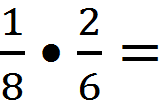 1/8 • 2/6 =